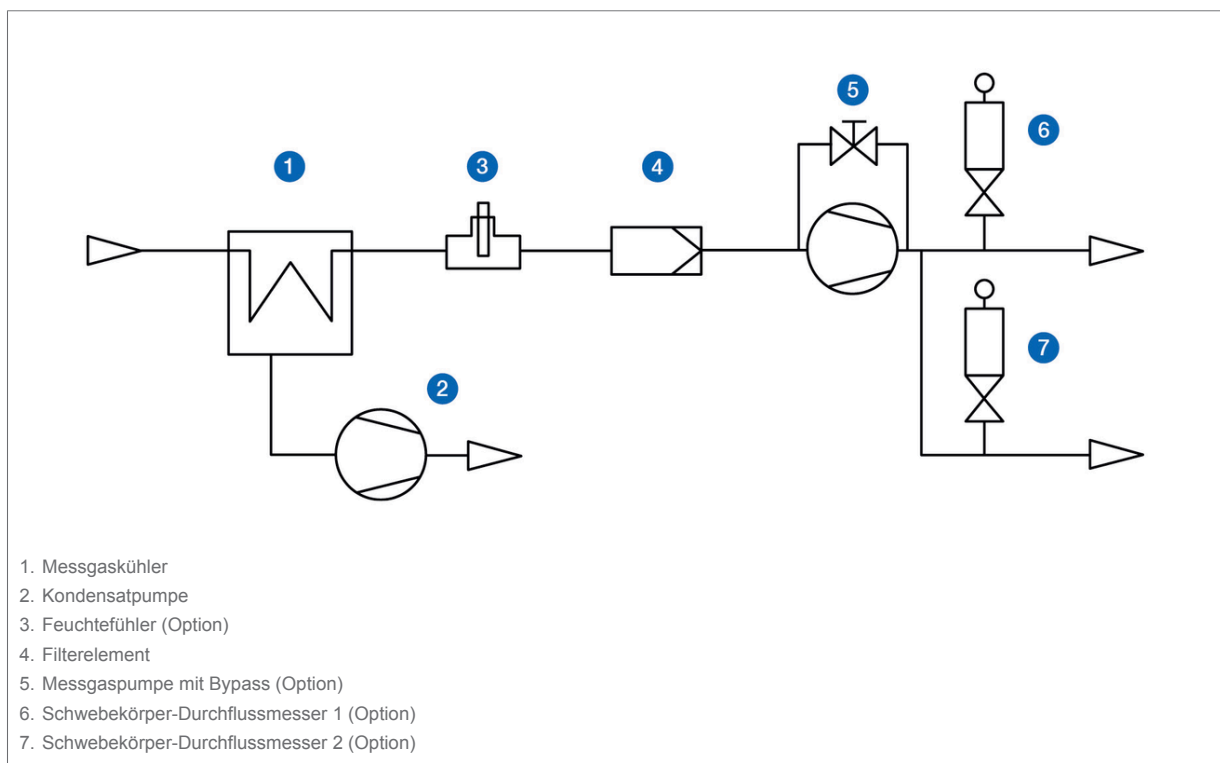 5
6
1
3
4
7
2
1. Messgaskühler
2. Kondensatpumpe
3. Feuchtefühler (Option)
4. Filterelement
5. Messgaspumpe mit Bypass (Option)
6. Schwebekörper-Durchflussmesser 1 (Option)
7. Schwebekörper-Durchflussmesser 2 (Option)